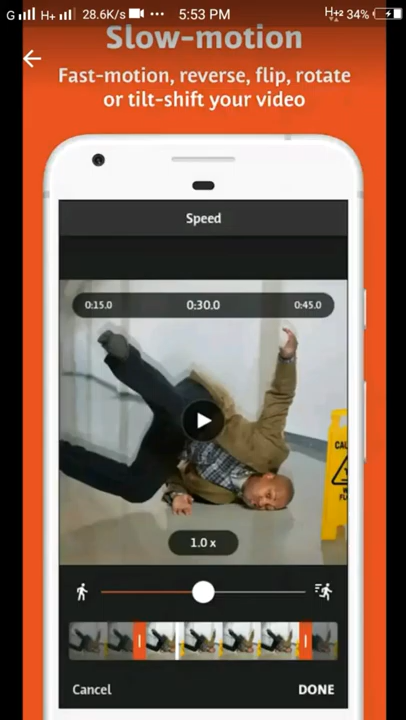 G H+ 28.6K/s ... 5:53 PM H+2 34%
Slow-motion
Fast-motion, reverse, flip, rotate
or tilt-shift your video
Speed
0:15.0 0:30.0 0:45.0
1.0 x
Cancel DONE